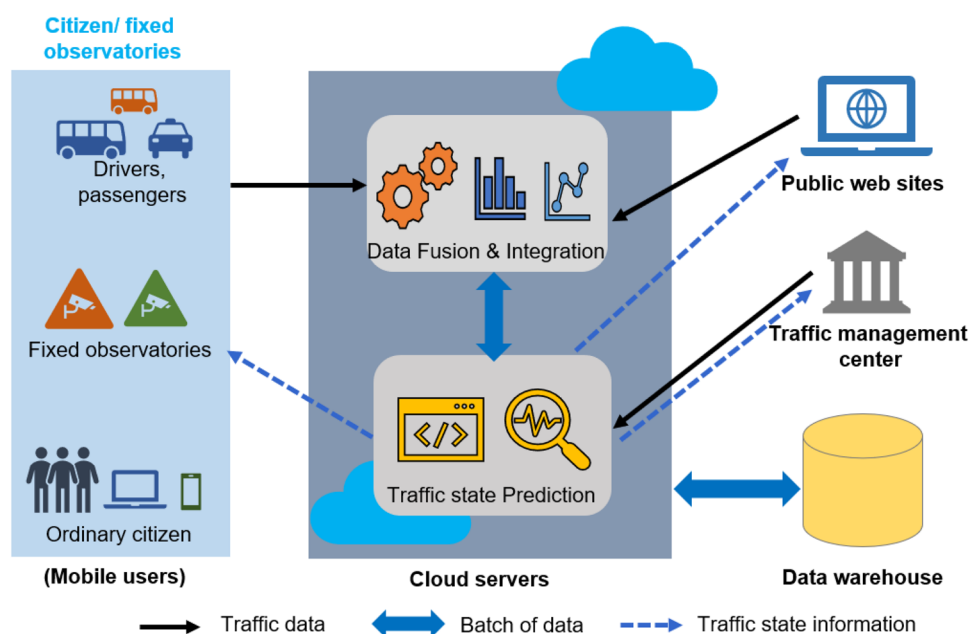 Citizen/ fixed
observatories
Drivers,
passengers
Fixed observatories
Ordinary citizen
(Mobile users)
Data Fusion & Integration
</>
Traffic state Prediction
Cloud servers
Public web sites
Traffic management
center
Data warehouse
Traffic data
Batch of data
Traffic state information